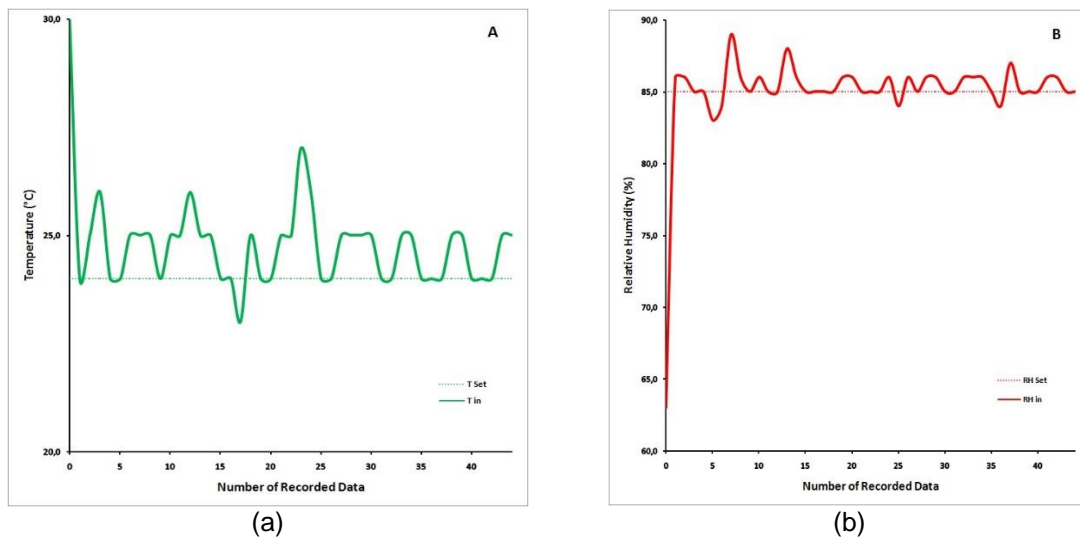 A
30,0
25,0
20,0
Temperature (°C)
T Set
T in
0 5 10 15 20 25 30 35 40
Number of Recorded Data
(a)
B
90,0
85,0
80,0
75,0
70,0
65,0
60,0
Relative Humidity (%)
RH Set
RH in
0 5 10 15 20 25 30 35 40
Number of Recorded Data
(b)